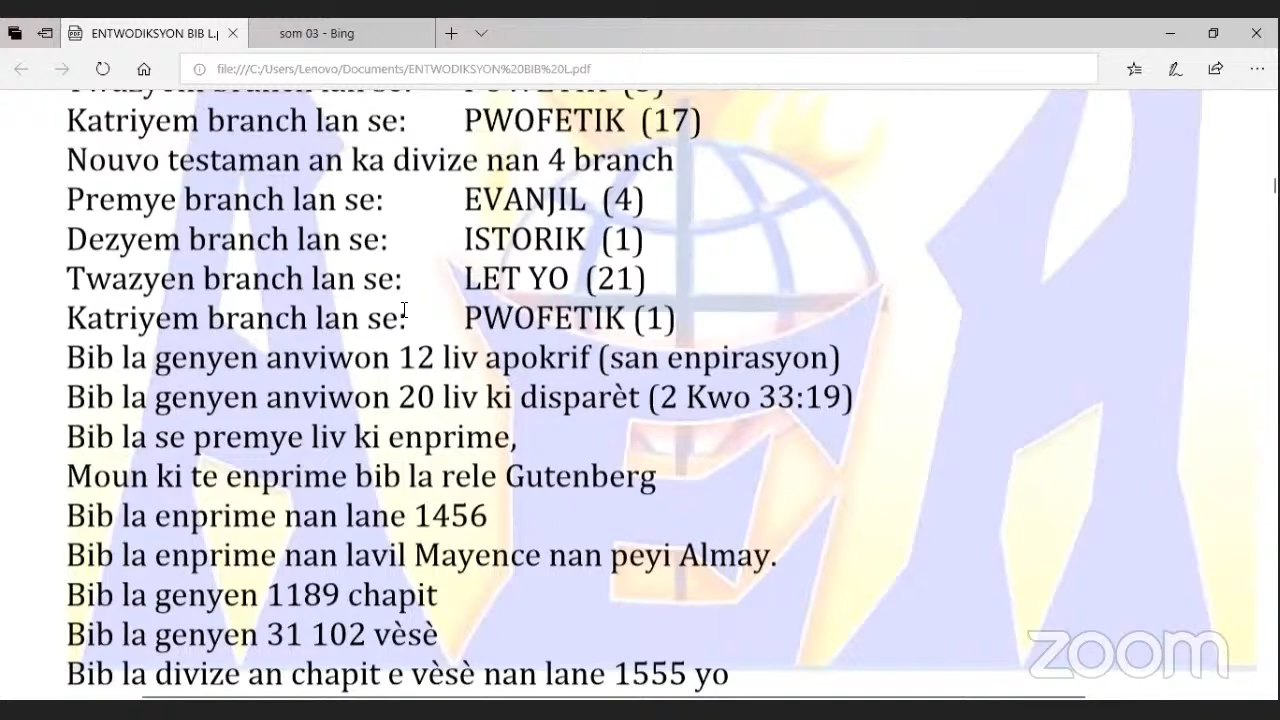 ENTWODIKSYON BIB L.p
som 03 - Bing
file:///C:/Users/Lenovo/Documents/ENTWODIKSYON%20BIB%20L.pdf
Katriyem branch lan se: PWOFETIK (17)
Nouvo testaman an ka divize nan 4 branch
Premye branch lan se: EVANJIL (4)
Dezyem branch lan se: ISTORIK (1)
Twazyen branch lan se: LET YO (21)
Katriyem branch lan se: PWOFETIK (1)
Bib la genyen anviwon 12 liv apokrif (san enpirasyon)
Bib la genyen anviwon 20 liv ki disparèt (2 Kwo 33:19)
Bib la se premye liv ki enprime,
Moun ki te enprime bib la rele Gutenberg
Bib la enprime nan lane 1456
Bib la enprime nan lavil Mayence nan peyi Almay.
Bib la genyen 1189 chapit
Bib la genyen 31 102 vèsè
Bib la divize an chapit e vèsè nan lane 1555 yo
zoom